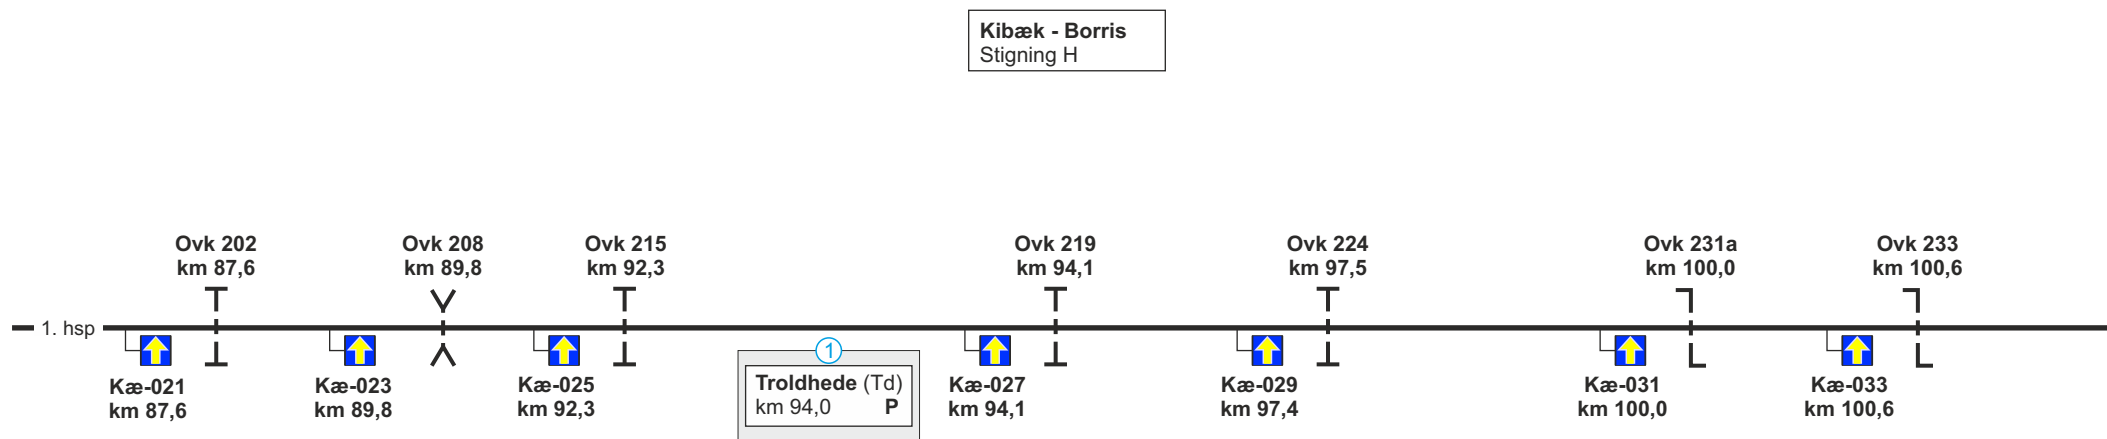 Kibæk - Borris
Stigning H
Ovk 202
km 87,6
Ovk 208
km 89,8
Ovk 215
km 92,3
Ovk 219
km 94,1
Ovk 224
km 97,5
Ovk 231a
km 100,0
Ovk 233
km 100,6
1. hsp
Kæ-021
km 87,6
Kæ-023
km 89,8
Kæ-025
km 92,3
1
Troldhede (Td)
km 94,0 P
Kæ-027
km 94,1
Kæ-029
km 97,4
Kæ-031
km 100,0
Kæ-033
km 100,6